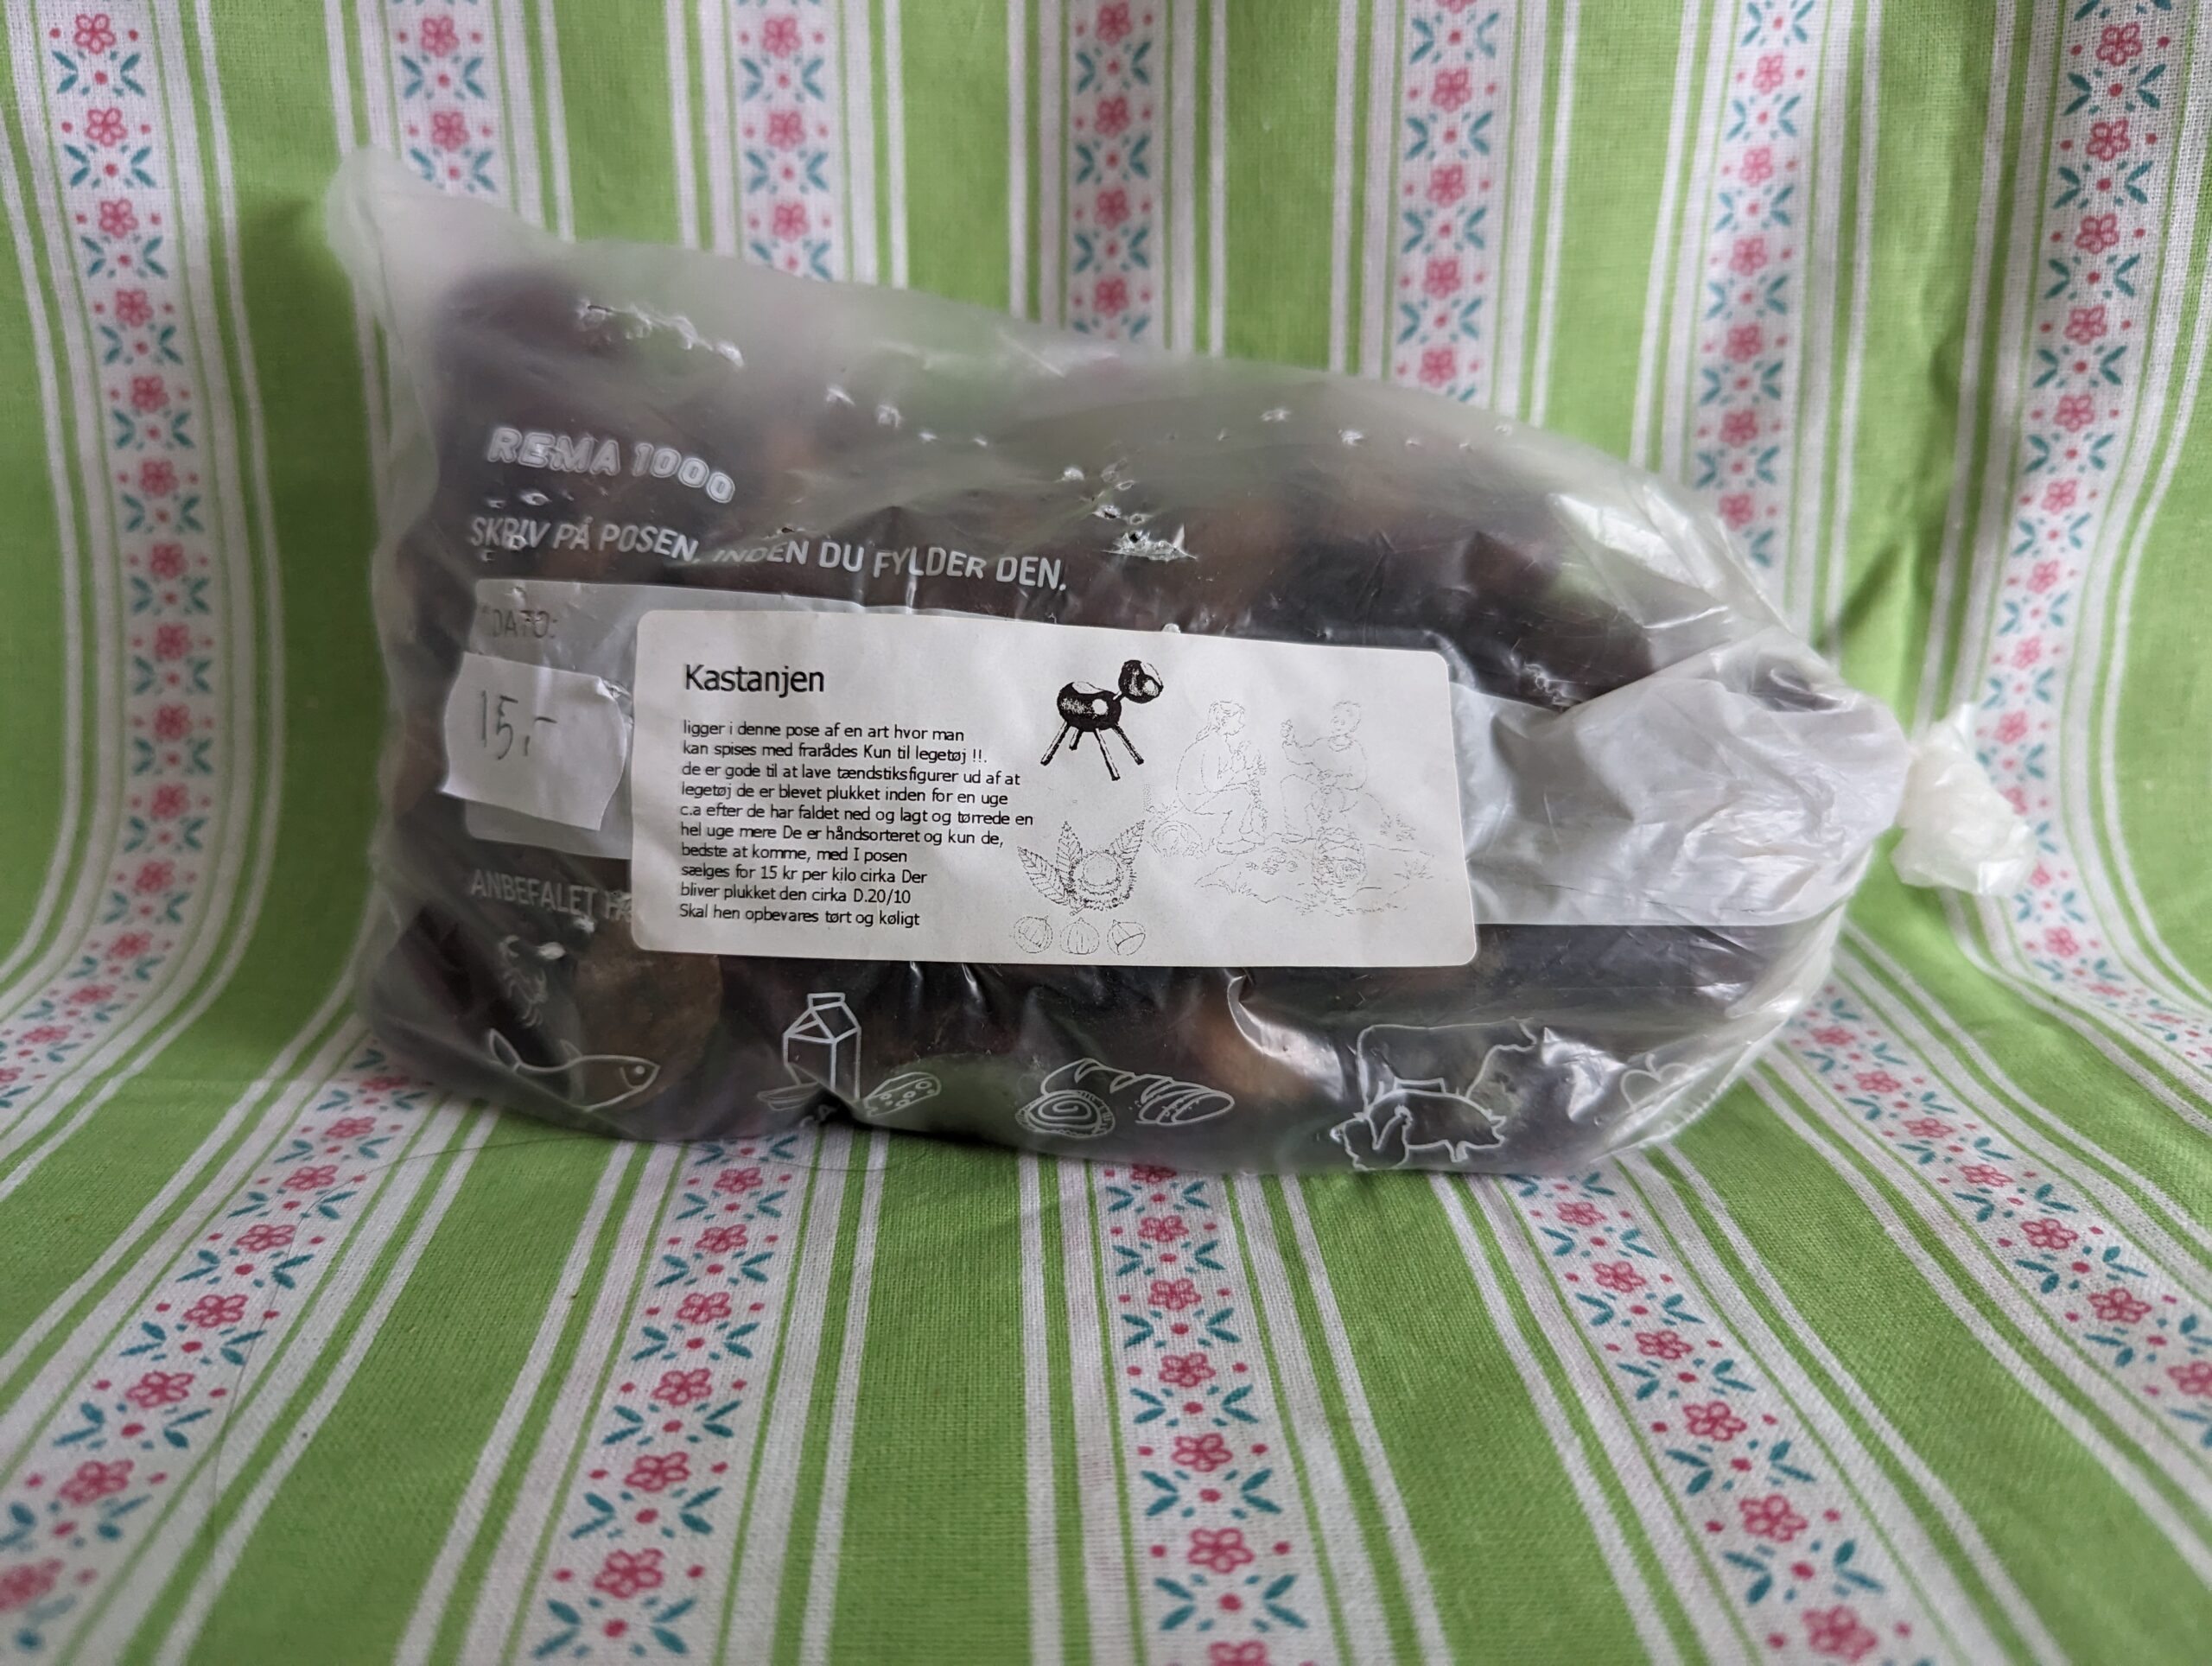 REMA 1000
SKRIV PÅ POSEN, INDEN DU FYLDER DEN.
DATO:
15,-
Kastanjen
ligger i denne pose af en art hvor man
kan spises med frarådes Kun til legetøj !!.
de er gode til at lave tændstiksfigurer ud af at
legetøj de er blevet plukket inden for en uge
c.a efter de har faldet ned og lagt og tørrede en
hel uge mere De er håndsorteret og kun de,
bedste at komme, med I posen
sælges for 15 kr per kilo cirka Der
bliver plukket den cirka D.20/10
Skal hen opbevares tørt og køligt
ANBEFALET